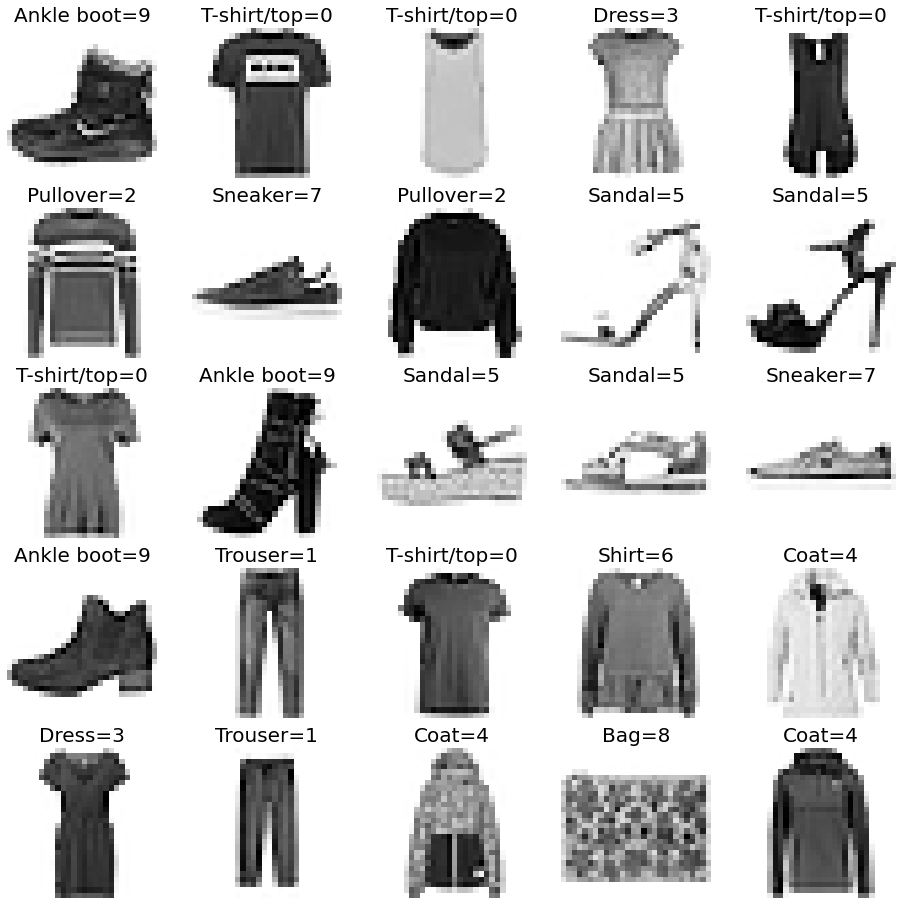 Ankle boot=9 T-shirt/top=0 T-shirt/top=0 Dress=3 T-shirt/top=0
Pullover=2 Sneaker=7 Pullover=2 Sandal=5 Sandal=5
T-shirt/top=0 Ankle boot=9 Sandal=5 Sandal=5 Sneaker=7
Ankle boot=9 Trouser=1 T-shirt/top=0 Shirt=6 Coat=4
Dress=3 Trouser=1 Coat=4 Bag=8 Coat=4